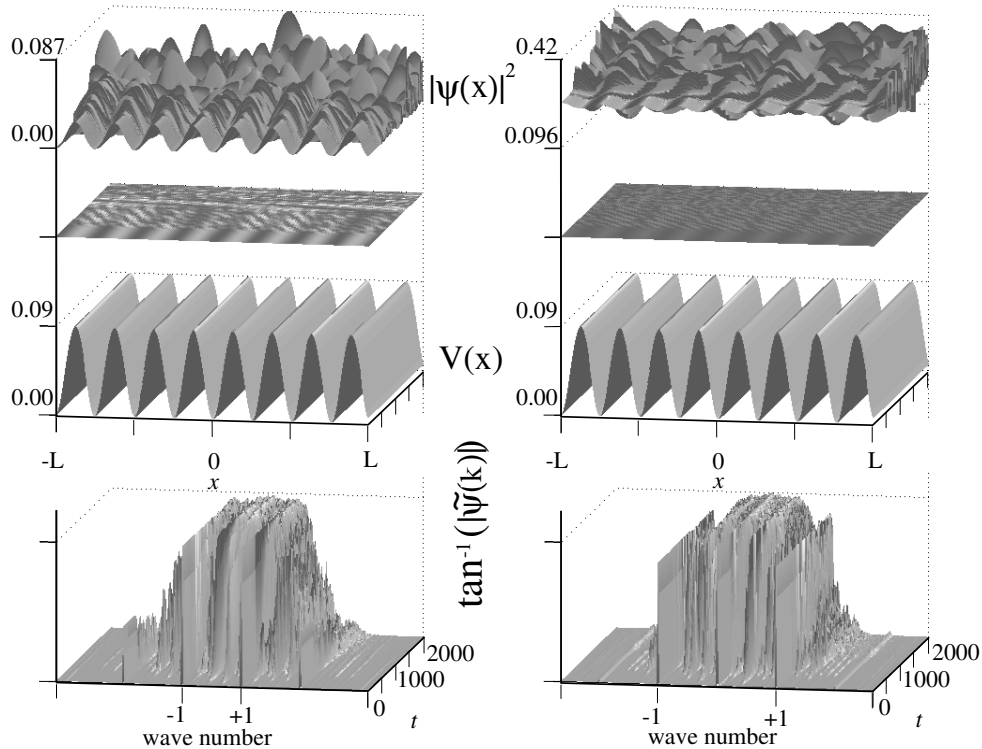 0.087
0.00
|ψ(x)|²
0.42
0.096
0.09
0.00
V(x)
0.09
0.00
-L
0
L
x
-L
0
L
x
tan⁻¹(|ψ̃(k)|)
-1
+1
0
1000
2000
t
wave number
-1
+1
0
1000
2000
t
wave number